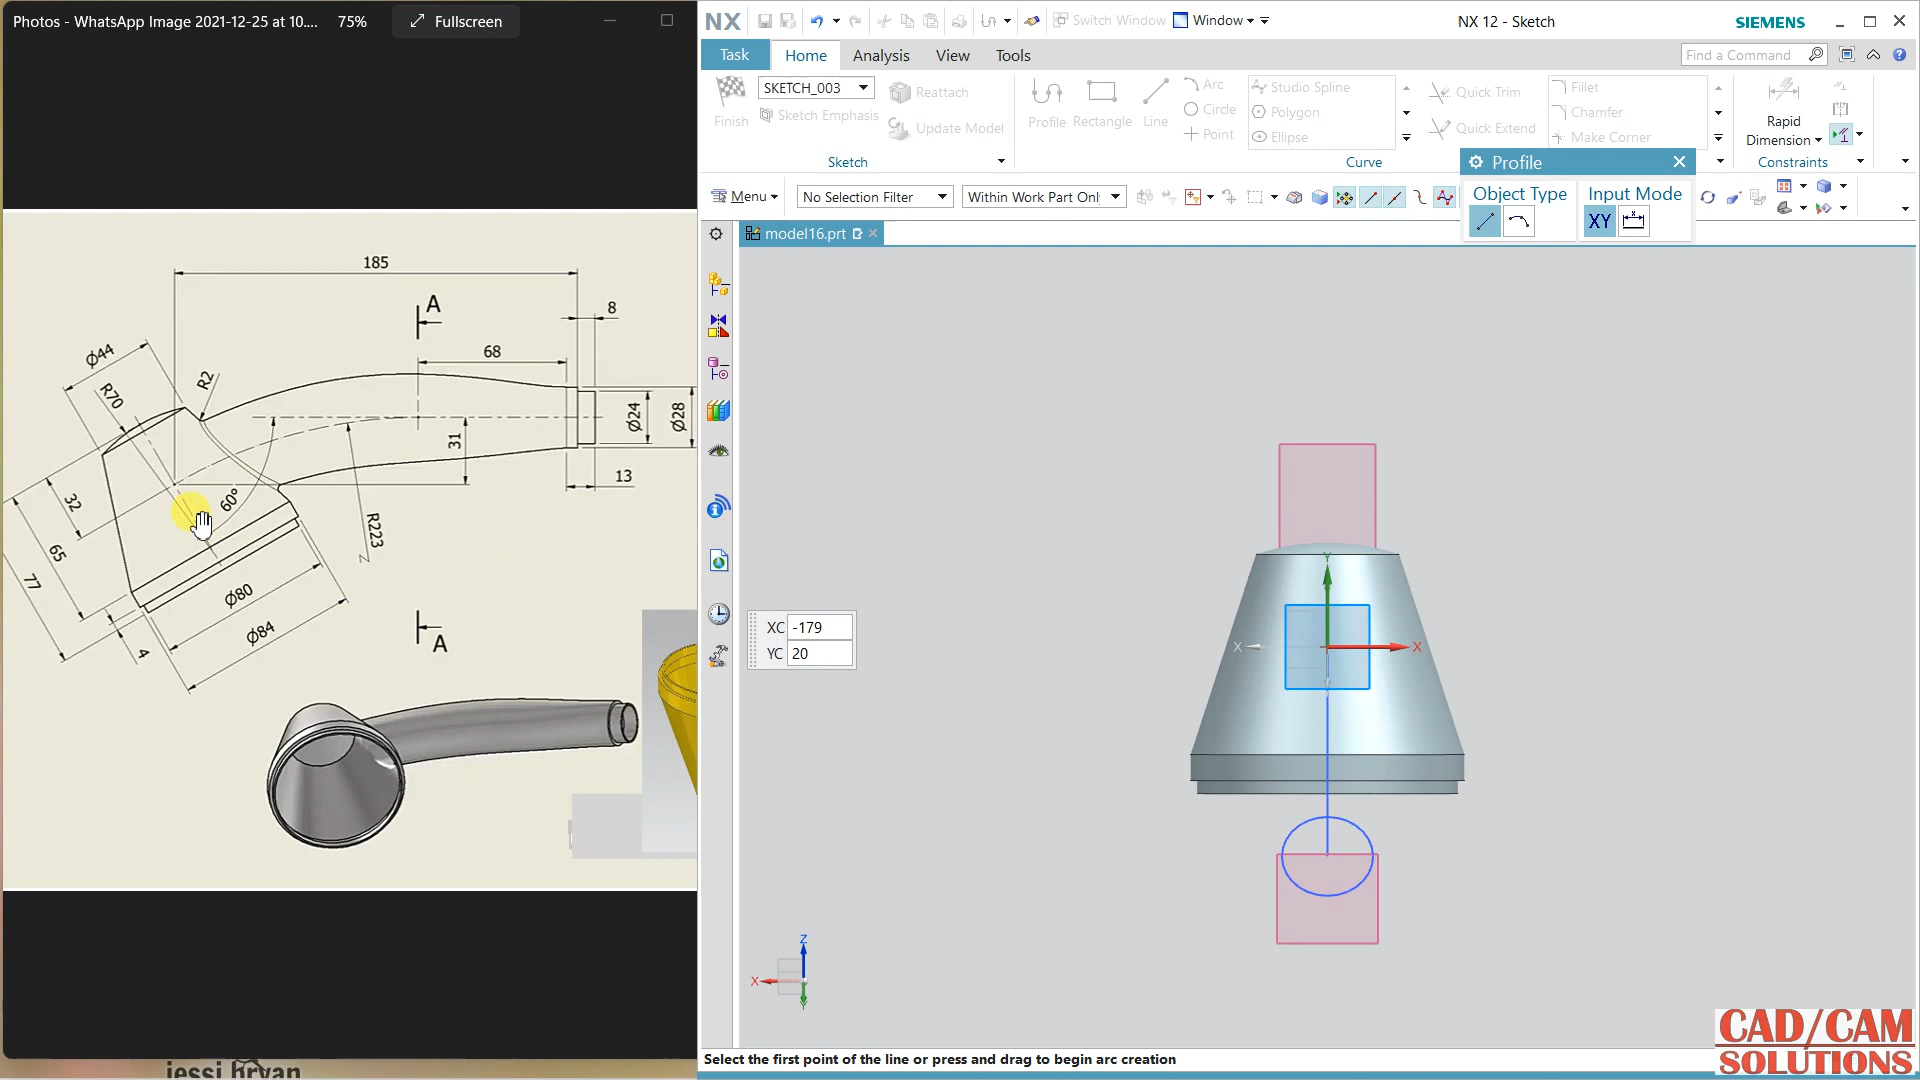 Photos - WhatsApp Image 2021-12-25 at 10....
75%
Fullscreen
185
A
8
68
Ø44
R70
R2
Ø24
Ø28
31
13
32
60°
R223
65
77
Ø80
Ø84
4
A
jessi bryan
NX
Switch Window
Window
NX 12 - Sketch
SIEMENS
Task
Home
Analysis
View
Tools
Find a Command
Finish
SKETCH_003
Sketch Emphasis
Reattach
Update Model
Sketch
Profile
Rectangle
Line
Arc
Circle
Point
Studio Spline
Polygon
Ellipse
Quick Trim
Quick Extend
Fillet
Chamfer
Make Corner
Curve
Rapid
Dimension
Constraints
Profile
Object Type
Input Mode
XY
Menu
No Selection Filter
Within Work Part Onl
model16.prt
XC -179
YC 20
Y
X
X
Z
X
Y
Select the first point of the line or press and drag to begin arc creation
CAD/CAM
SOLUTIONS